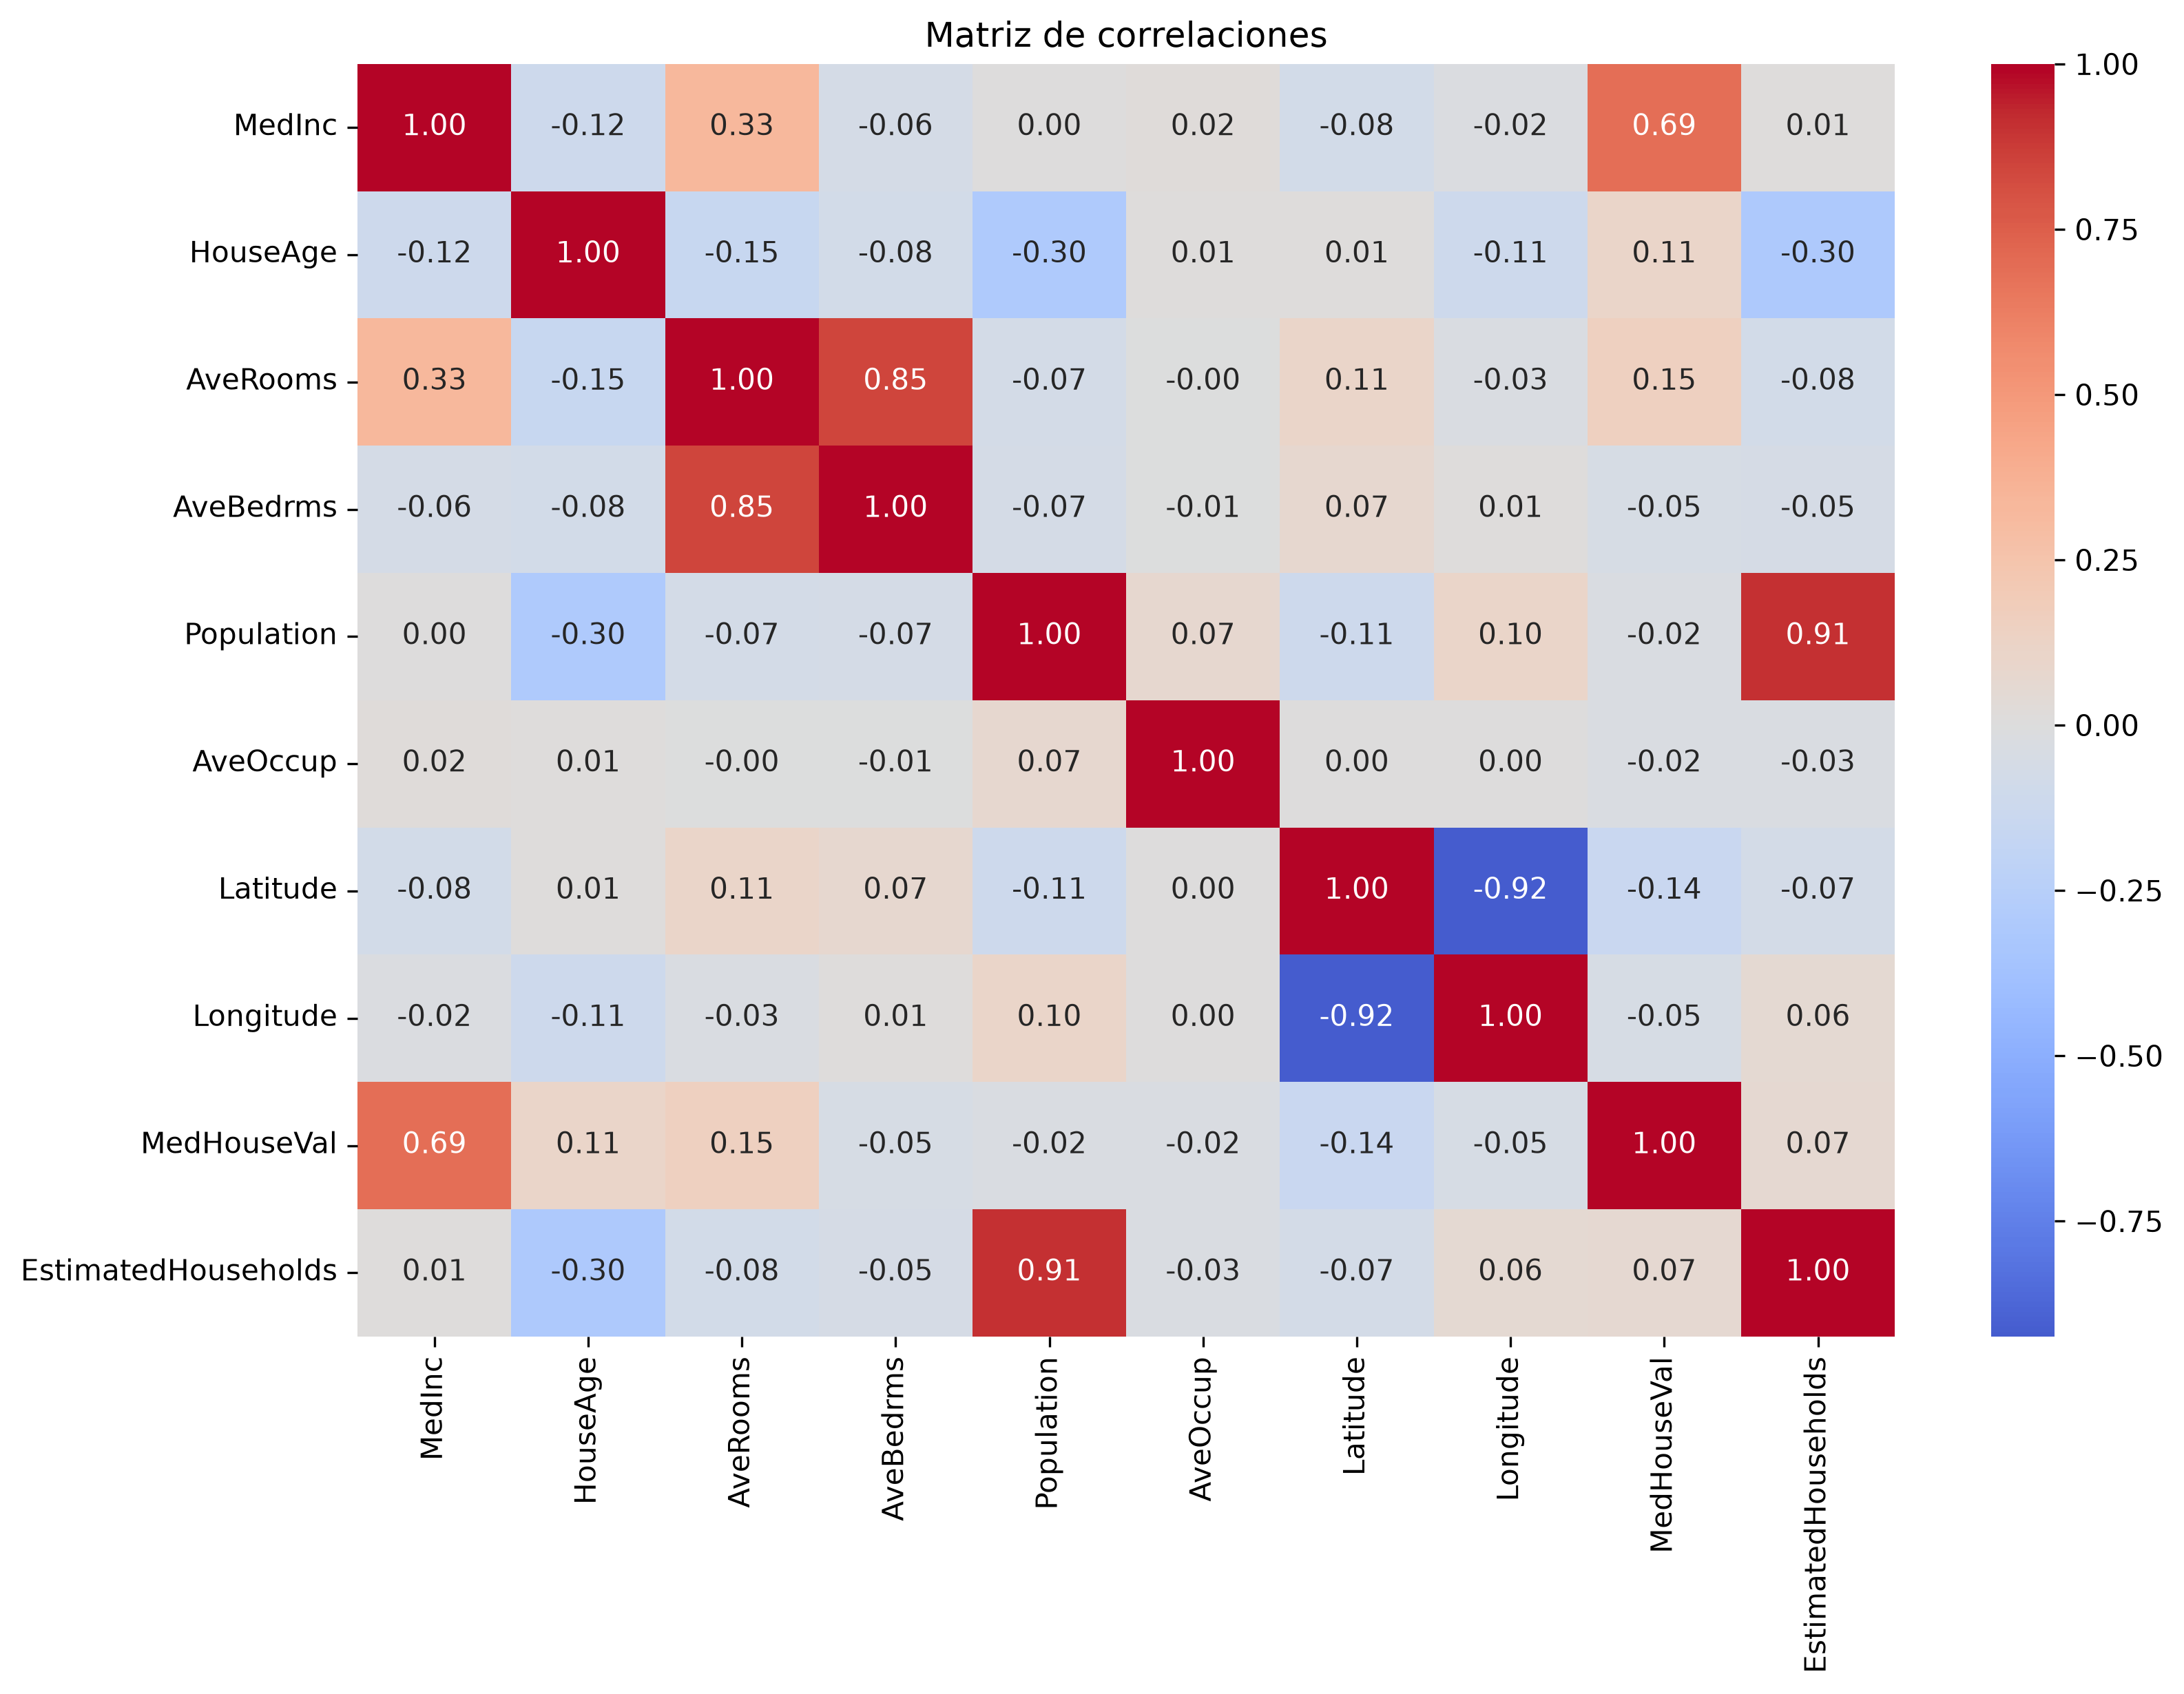 Matriz de correlaciones
MedInc 1.00 -0.12 0.33 -0.06 0.00 0.02 -0.08 -0.02 0.69 0.01
HouseAge -0.12 1.00 -0.15 -0.08 -0.30 0.01 0.01 -0.11 0.11 -0.30
AveRooms 0.33 -0.15 1.00 0.85 -0.07 -0.00 0.11 -0.03 0.15 -0.08
AveBedrms -0.06 -0.08 0.85 1.00 -0.07 -0.01 0.07 0.01 -0.05 -0.05
Population 0.00 -0.30 -0.07 -0.07 1.00 0.07 -0.11 0.10 -0.02 0.91
AveOccup 0.02 0.01 -0.00 -0.01 0.07 1.00 0.00 0.00 -0.02 -0.03
Latitude -0.08 0.01 0.11 0.07 -0.11 0.00 1.00 -0.92 -0.14 -0.07
Longitude -0.02 -0.11 -0.03 0.01 0.10 0.00 -0.92 1.00 -0.05 0.06
MedHouseVal 0.69 0.11 0.15 -0.05 -0.02 -0.02 -0.14 -0.05 1.00 0.07
EstimatedHouseholds 0.01 -0.30 -0.08 -0.05 0.91 -0.03 -0.07 0.06 0.07 1.00
MedInc
HouseAge
AveRooms
AveBedrms
Population
AveOccup
Latitude
Longitude
MedHouseVal
EstimatedHouseholds
1.00
0.75
0.50
0.25
0.00
−0.25
−0.50
−0.75